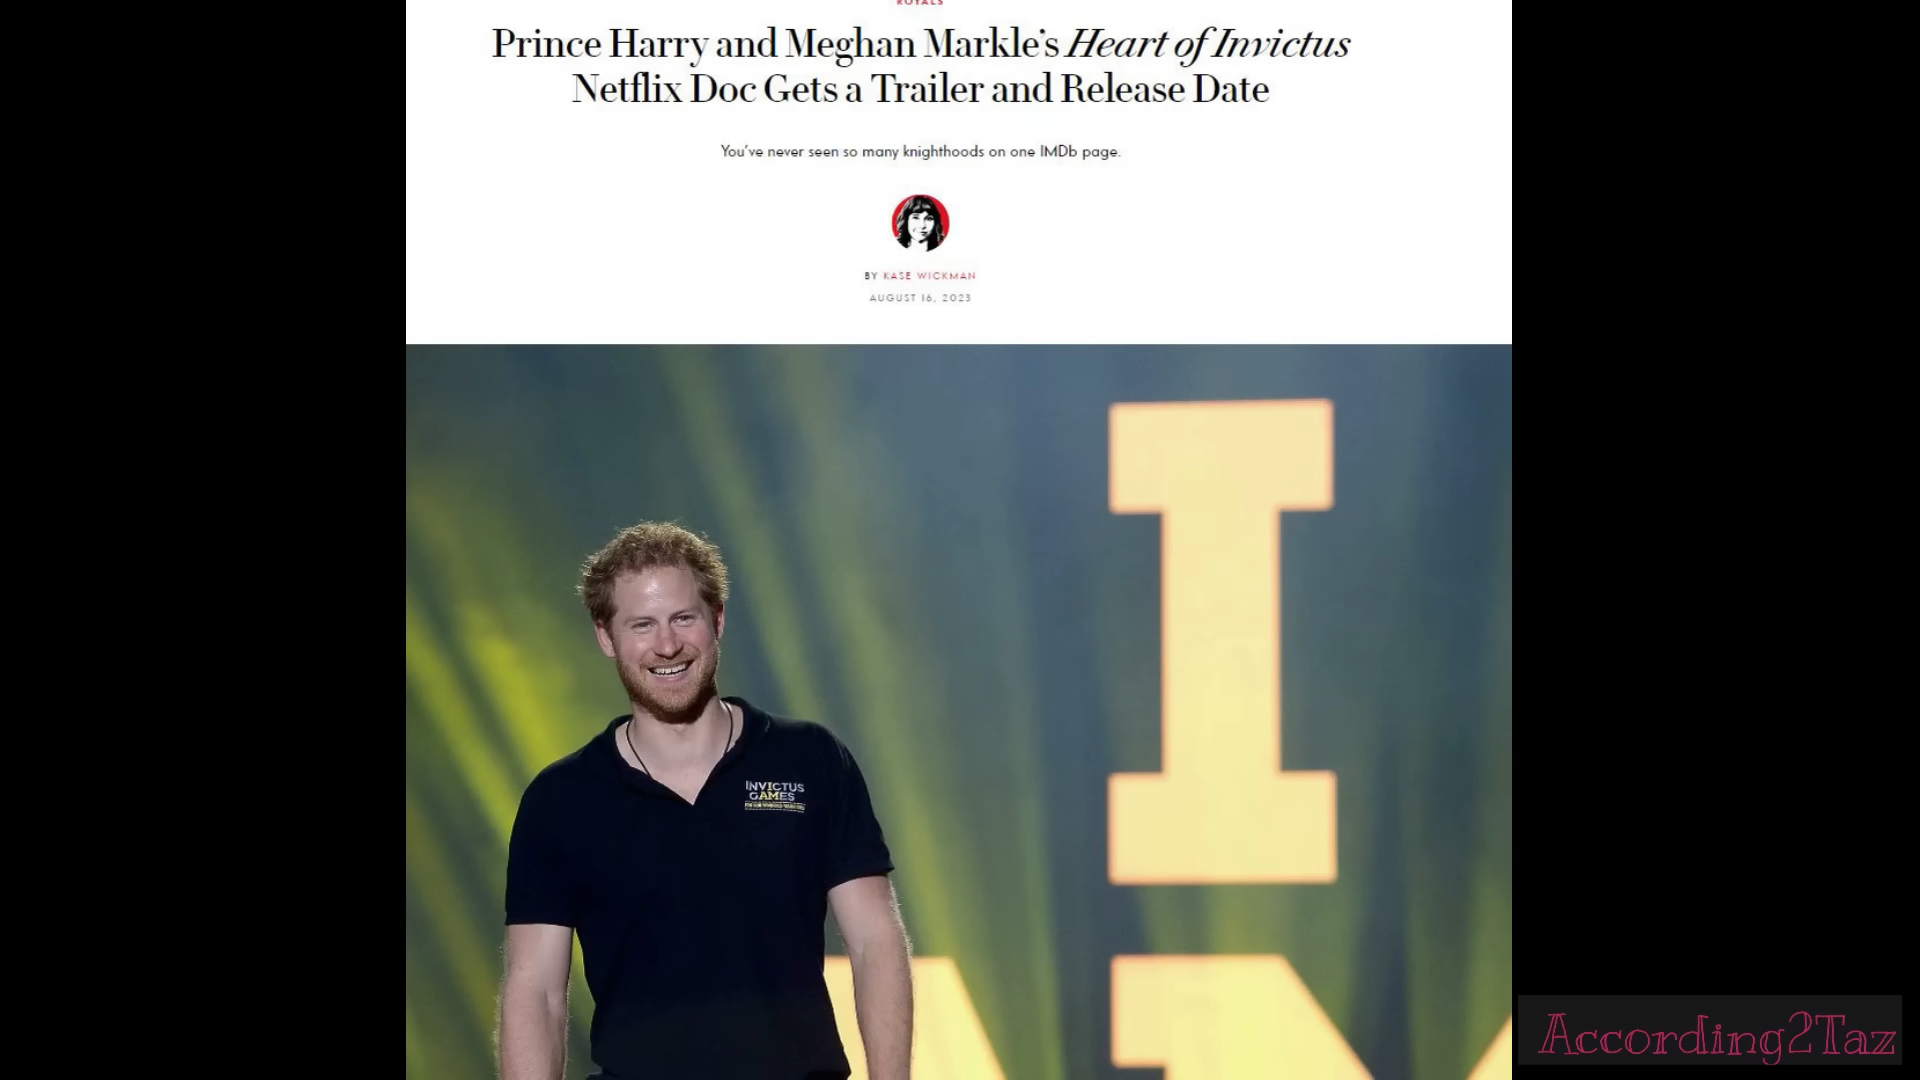 ROYALS
Prince Harry and Meghan Markle's Heart of Invictus
Netflix Doc Gets a Trailer and Release Date
You've never seen so many knighthoods on one IMDb page.
BY KASE WICKMAN
AUGUST 16, 2023
I
INVICTUS
GAMES
According2Taz